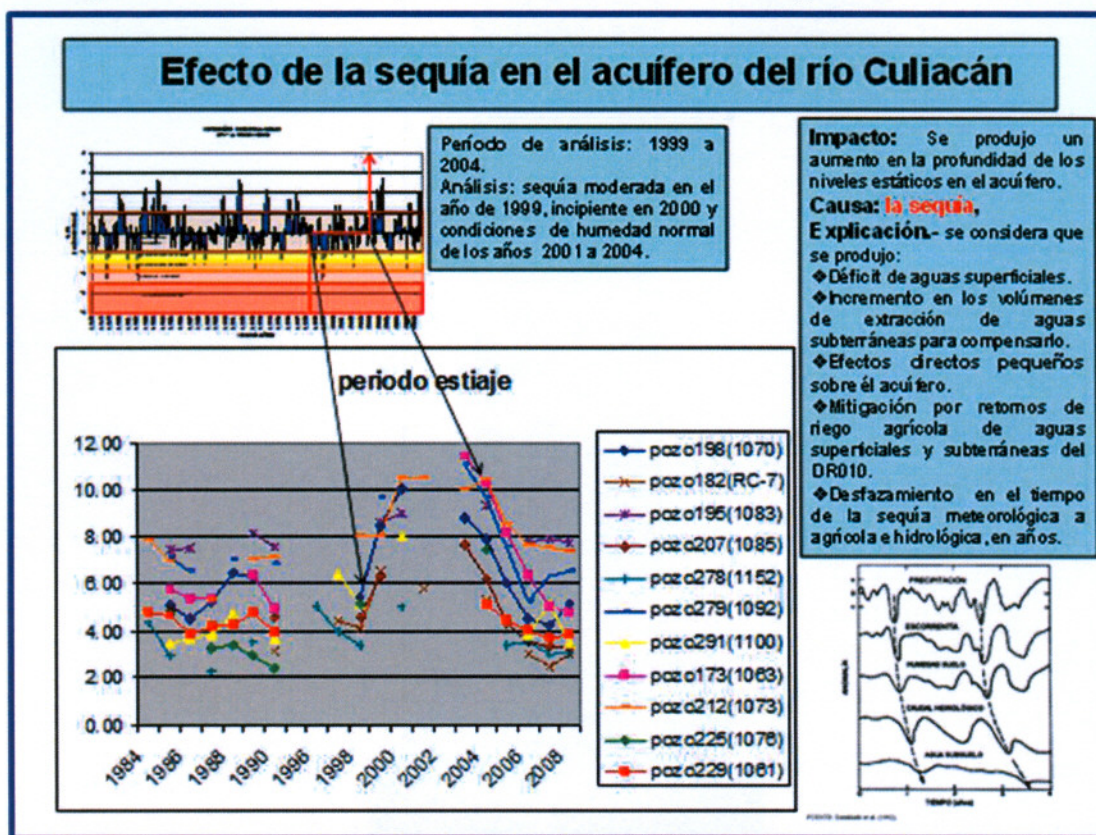 Efecto de la sequía en el acuífero del río Culiacán
Período de análisis: 1999 a
2004.
Análisis: sequía moderada en el
año de 1999, incipiente en 2000 y
condiciones de humedad normal
de los años 2001 a 2004.
Impacto: Se produjo un
aumento en la profundidad de los
niveles estáticos en el acuífero.
Causa: la sequía,
Explicación.- se considera que
se produjo:
❖Déficit de aguas superficiales.
❖Incremento en los volúmenes
de extracción de aguas
subterráneas para compensarlo.
❖Efectos directos pequeños
sobre él acuífero.
❖Mitigación por retornos de
riego agrícola de aguas
superficiales y subterráneas del
DR010.
❖Desfazamiento en el tiempo
de la sequía meteorológica a
agrícola e hidrológica, en años.
periodo estiaje
12.00
10.00
8.00
6.00
4.00
2.00
0.00
1984
1986
1988
1990
1996
1998
2000
2002
2004
2006
2008
pozo198(1070)
pozo182(RC-7)
pozo195(1083)
pozo207(1085)
pozo278(1152)
pozo279(1092)
pozo291(1100)
pozo173(1063)
pozo212(1073)
pozo225(1076)
pozo229(1061)
PRECIPITACION
ESCORRENTIA
HUMEDAD SUELO
CAUDAL HIDROLÓGICO
AGUA SUBSUELO
ANOMALIA
TIEMPO (años)